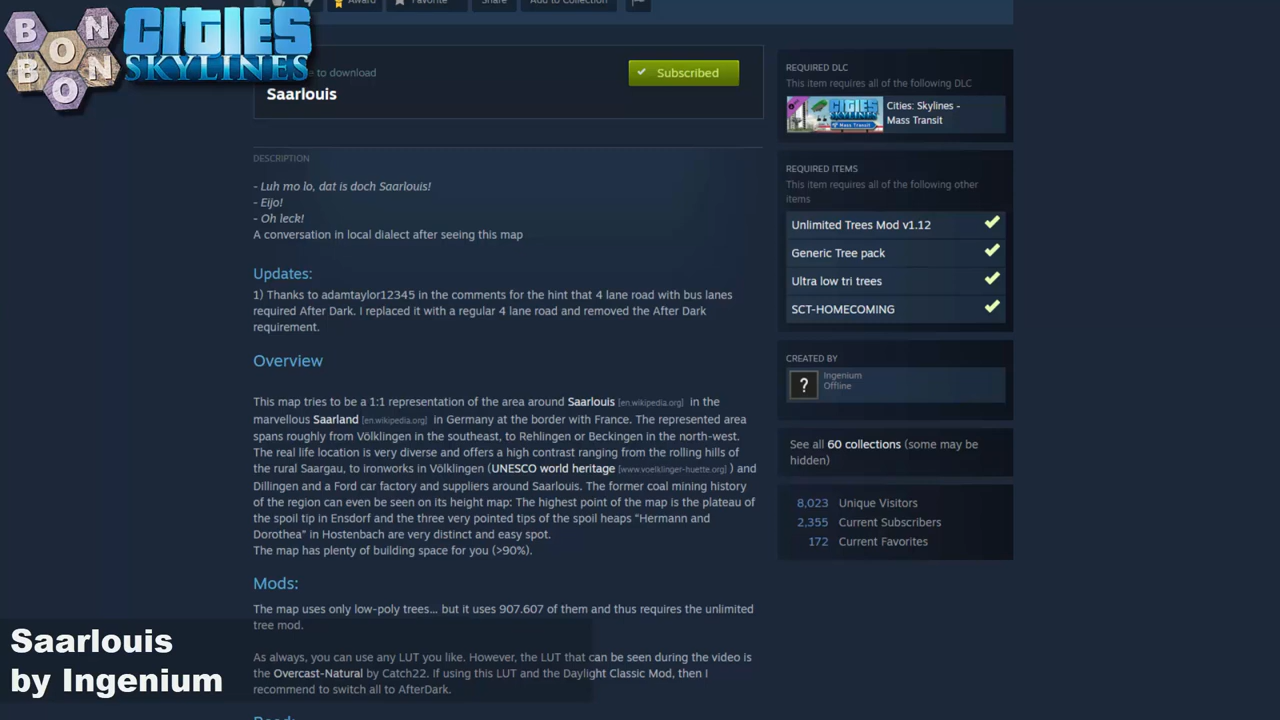 BON
BON
CITIES
SKYLINES
Award
Favorite
Share
Add to Collection
to download
Saarlouis
Subscribed
DESCRIPTION
- Luh mo lo, dat is doch Saarlouis!
- Eijo!
- Oh leck!
A conversation in local dialect after seeing this map
Updates:
1) Thanks to adamtaylor12345 in the comments for the hint that 4 lane road with bus lanes
required After Dark. I replaced it with a regular 4 lane road and removed the After Dark
requirement.
Overview
This map tries to be a 1:1 representation of the area around Saarlouis [en.wikipedia.org] in the
marvellous Saarland [en.wikipedia.org] in Germany at the border with France. The represented area
spans roughly from Völklingen in the southeast, to Rehlingen or Beckingen in the north-west.
The real life location is very diverse and offers a high contrast ranging from the rolling hills of
the rural Saargau, to ironworks in Völklingen (UNESCO world heritage [www.voelklinger-huette.org] ) and
Dillingen and a Ford car factory and suppliers around Saarlouis. The former coal mining history
of the region can even be seen on its height map: The highest point of the map is the plateau of
the spoil tip in Ensdorf and the three very pointed tips of the spoil heaps "Hermann and
Dorothea" in Hostenbach are very distinct and easy spot.
The map has plenty of building space for you (>90%).
Mods:
The map uses only low-poly trees... but it uses 907.607 of them and thus requires the unlimited
tree mod.
As always, you can use any LUT you like. However, the LUT that can be seen during the video is
the Overcast-Natural by Catch22. If using this LUT and the Daylight Classic Mod, then I
recommend to switch all to AfterDark.
REQUIRED DLC
This item requires all of the following DLC
CITIES
Mass Transit
Cities: Skylines -
Mass Transit
REQUIRED ITEMS
This item requires all of the following other
items
Unlimited Trees Mod v1.12
Generic Tree pack
Ultra low tri trees
SCT-HOMECOMING
CREATED BY
?
Ingenium
Offline
See all 60 collections (some may be
hidden)
8,023 Unique Visitors
2,355 Current Subscribers
172 Current Favorites
Saarlouis
by Ingenium